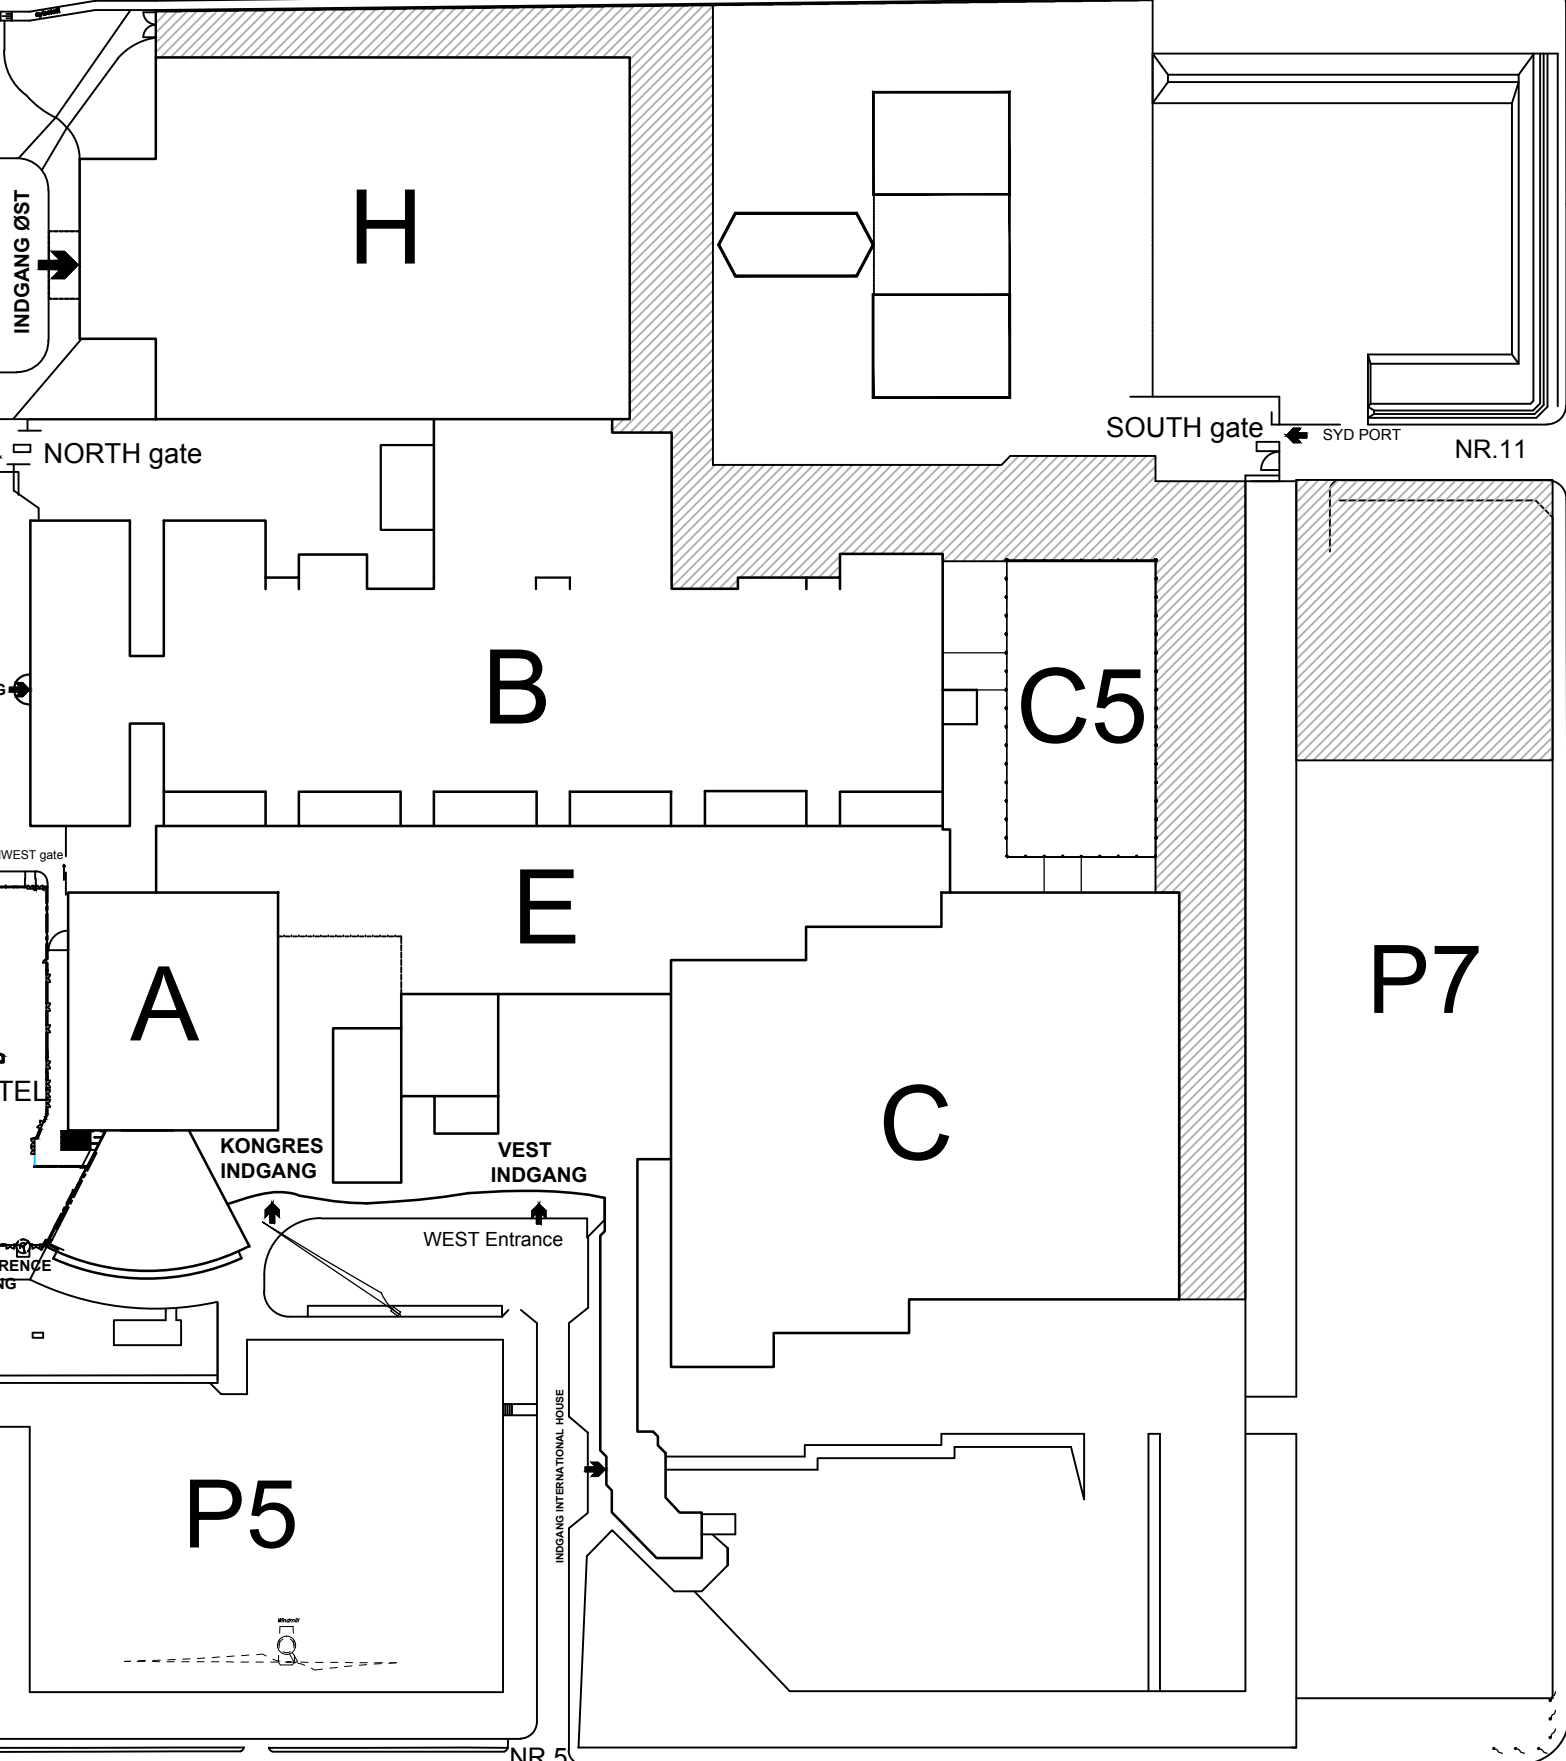 INDGANG ØST
H
NORTH gate
SOUTH gate
SYD PORT
NR.11
B
C5
WEST gate
E
A
P7
TEL
C
KONGRES
INDGANG
VEST
INDGANG
WEST Entrance
RENCE
NG
INDGANG INTERNATIONAL HOUSE
P5
Windmill
NR.5